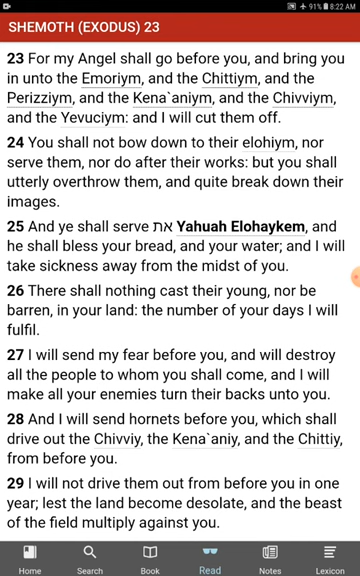 91% 8:22 AM
SHEMOTH (EXODUS) 23
23 For my Angel shall go before you, and bring you
in unto the Emoriym, and the Chittiym, and the
Perizziym, and the Kena`aniym, and the Chivviym,
and the Yevuciym: and I will cut them off.
24 You shall not bow down to their elohiym, nor
serve them, nor do after their works: but you shall
utterly overthrow them, and quite break down their
images.
25 And ye shall serve את Yahuah Elohaykem, and
he shall bless your bread, and your water; and I will
take sickness away from the midst of you.
26 There shall nothing cast their young, nor be
barren, in your land: the number of your days I will
fulfil.
27 I will send my fear before you, and will destroy
all the people to whom you shall come, and I will
make all your enemies turn their backs unto you.
28 And I will send hornets before you, which shall
drive out the Chivviy, the Kena`aniy, and the Chittiy,
from before you.
29 I will not drive them out from before you in one
year; lest the land become desolate, and the beast
of the field multiply against you.
Home Search Book Read Notes Lexicon